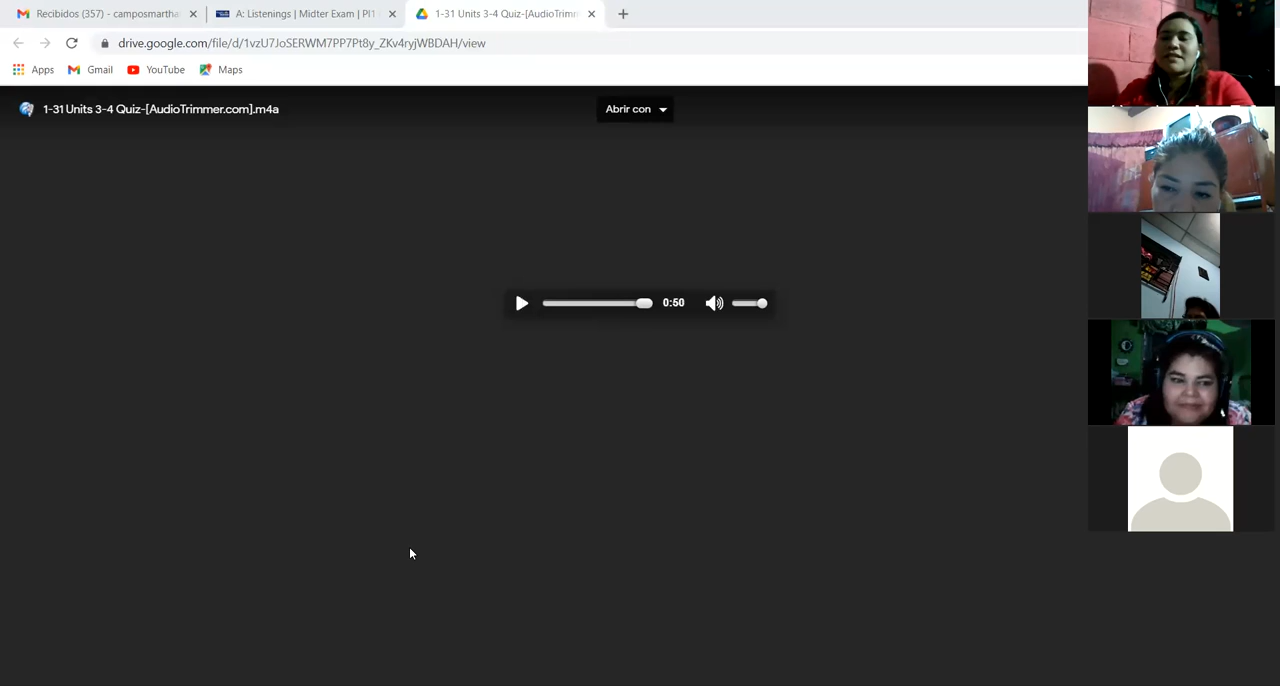 Recibidos (357) - camposmartha
A: Listenings | Midter Exam | PI1
1-31 Units 3-4 Quiz-[AudioTrimm
drive.google.com/file/d/1vzU7JoSERWM7PP7Pt8y_ZKv4ryjWBDAH/view
Apps Gmail YouTube Maps
1-31 Units 3-4 Quiz-[AudioTrimmer.com].m4a
Abrir con
0:50